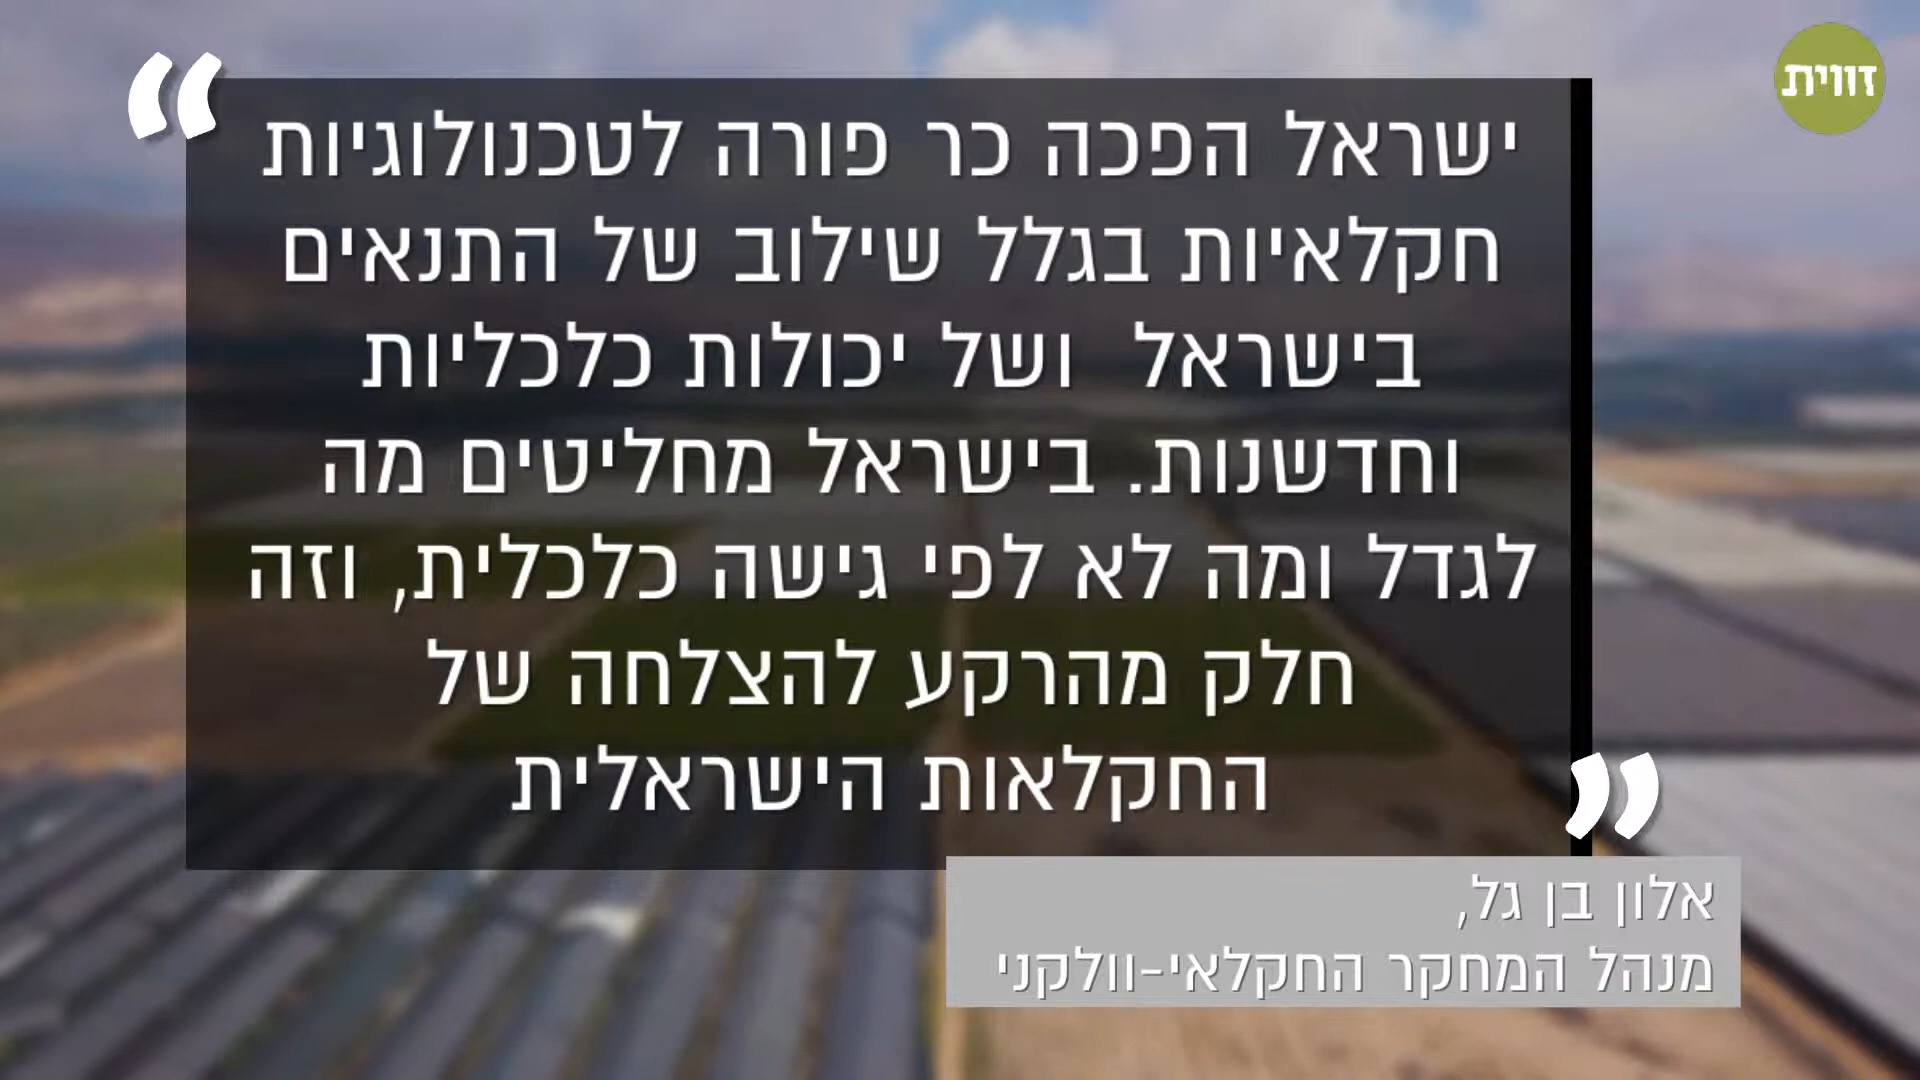 זווית
ישראל הפכה כר פורה לטכנולוגיות
חקלאיות בגלל שילוב של התנאים
בישראל  ושל יכולות כלכליות
וחדשנות. בישראל מחליטים מה
לגדל ומה לא לפי גישה כלכלית, וזה
חלק מהרקע להצלחה של
החקלאות הישראלית
אלון בן גל,
מנהל המחקר החקלאי-וולקני